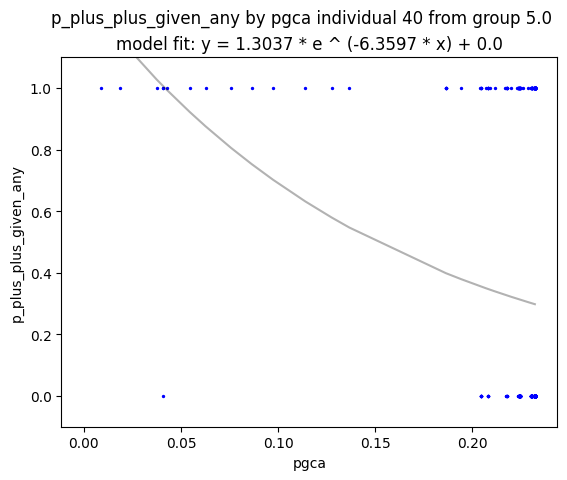 p_plus_plus_given_any by pgca individual 40 from group 5.0
model fit: y = 1.3037 * e ^ (-6.3597 * x) + 0.0
1.0
0.8
0.6
0.4
0.2
0.0
p_plus_plus_given_any
0.00 0.05 0.10 0.15 0.20
pgca